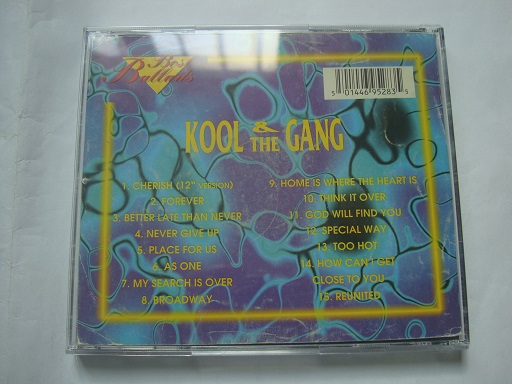 Best
Ballads
KOOL & THE GANG
5 01446 95283 5
1. CHERISH (12" VERSION)
2. FOREVER
3. BETTER LATE THAN NEVER
4. NEVER GIVE UP
5. PLACE FOR US
6. AS ONE
7. MY SEARCH IS OVER
8. BROADWAY
9. HOME IS WHERE THE HEART IS
10. THINK IT OVER
11. GOD WILL FIND YOU
12. SPECIAL WAY
13. TOO HOT
14. HOW CAN I GET
CLOSE TO YOU
15. REUNITED